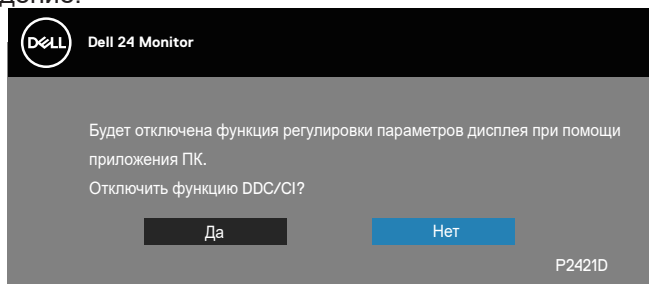 дение.
DELL
Dell 24 Monitor
Будет отключена функция регулировки параметров дисплея при помощи
приложения ПК.
Отключить функцию DDC/CI?
Да
Нет
P2421D